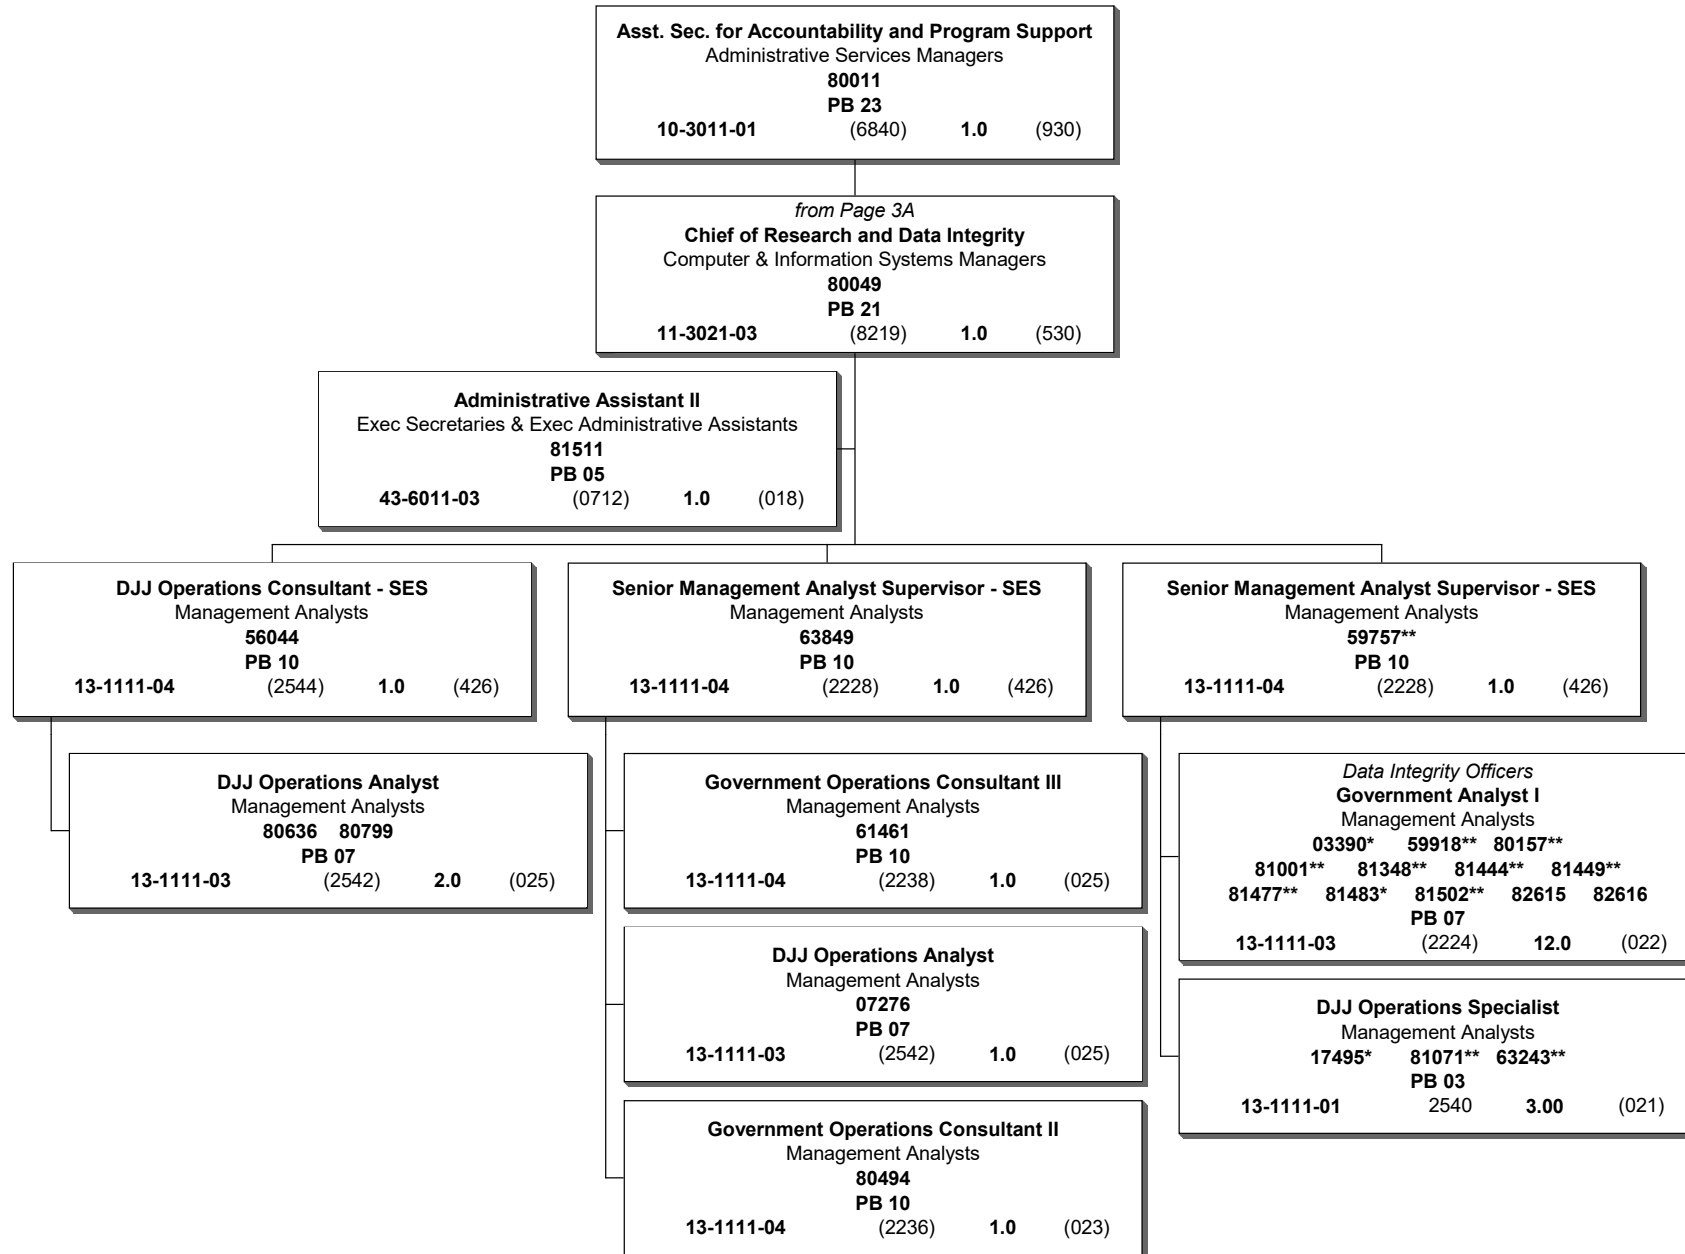 Asst. Sec. for Accountability and Program Support
Administrative Services Managers
80011
PB 23
10-3011-01 (6840) 1.0 (930)
from Page 3A
Chief of Research and Data Integrity
Computer & Information Systems Managers
80049
PB 21
11-3021-03 (8219) 1.0 (530)
Administrative Assistant II
Exec Secretaries & Exec Administrative Assistants
81511
PB 05
43-6011-03 (0712) 1.0 (018)
DJJ Operations Consultant - SES
Management Analysts
56044
PB 10
13-1111-04 (2544) 1.0 (426)
Senior Management Analyst Supervisor - SES
Management Analysts
63849
PB 10
13-1111-04 (2228) 1.0 (426)
Senior Management Analyst Supervisor - SES
Management Analysts
59757**
PB 10
13-1111-04 (2228) 1.0 (426)
DJJ Operations Analyst
Management Analysts
80636 80799
PB 07
13-1111-03 (2542) 2.0 (025)
Government Operations Consultant III
Management Analysts
61461
PB 10
13-1111-04 (2238) 1.0 (025)
DJJ Operations Analyst
Management Analysts
07276
PB 07
13-1111-03 (2542) 1.0 (025)
Government Operations Consultant II
Management Analysts
80494
PB 10
13-1111-04 (2236) 1.0 (023)
Data Integrity Officers
Government Analyst I
Management Analysts
03390* 59918** 80157**
81001** 81348** 81444** 81449**
81477** 81483* 81502** 82615 82616
PB 07
13-1111-03 (2224) 12.0 (022)
DJJ Operations Specialist
Management Analysts
17495* 81071** 63243**
PB 03
13-1111-01 2540 3.00 (021)